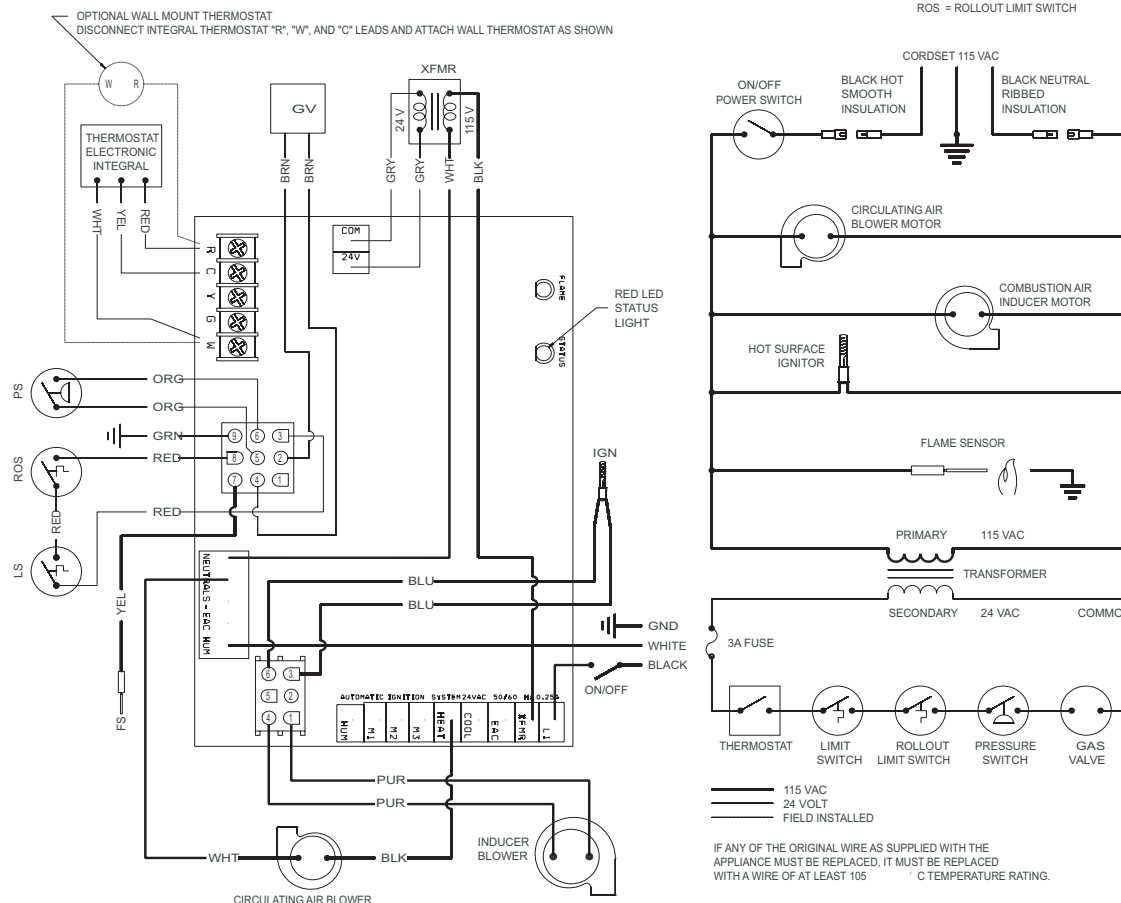 OPTIONAL WALL MOUNT THERMOSTAT
DISCONNECT INTEGRAL THERMOSTAT "R", "W", AND "C" LEADS AND ATTACH WALL THERMOSTAT AS SHOWN
W R
THERMOSTAT
ELECTRONIC
INTEGRAL
WHT
YEL
RED
GV
BRN
BRN
XFMR
24 V
115 V
GRY
GRY
WHT
BLK
COM
24V
R
C
Y
G
W
FLAME
STATUS
RED LED
STATUS
LIGHT
PS
ORG
ORG
GRN
RED
ROS
RED
RED
LS
9 6 3
8 5 2
7 4 1
YEL
FS
NEUTRALS - EAC HUM
IGN
BLU
BLU
GND
WHITE
BLACK
ON/OFF
6 3
5 2
4 1
AUTOMATIC IGNITION SYSTEM 24VAC 50/60 Hz 0.25A
HUM
M1
M2
M3
HEAT
COOL
EAC
XFMR
L1
PUR
PUR
WHT
BLK
CIRCULATING AIR BLOWER
INDUCER
BLOWER
ROS = ROLLOUT LIMIT SWITCH
CORDSET 115 VAC
ON/OFF
POWER SWITCH
BLACK HOT
SMOOTH
INSULATION
BLACK NEUTRAL
RIBBED
INSULATION
CIRCULATING AIR
BLOWER MOTOR
COMBUSTION AIR
INDUCER MOTOR
HOT SURFACE
IGNITOR
FLAME SENSOR
PRIMARY 115 VAC
TRANSFORMER
SECONDARY 24 VAC COMMO
3A FUSE
THERMOSTAT
LIMIT
SWITCH
ROLLOUT
LIMIT SWITCH
PRESSURE
SWITCH
GAS
VALVE
115 VAC
24 VOLT
FIELD INSTALLED
IF ANY OF THE ORIGINAL WIRE AS SUPPLIED WITH THE
APPLIANCE MUST BE REPLACED, IT MUST BE REPLACED
WITH A WIRE OF AT LEAST 105 ' C TEMPERATURE RATING.